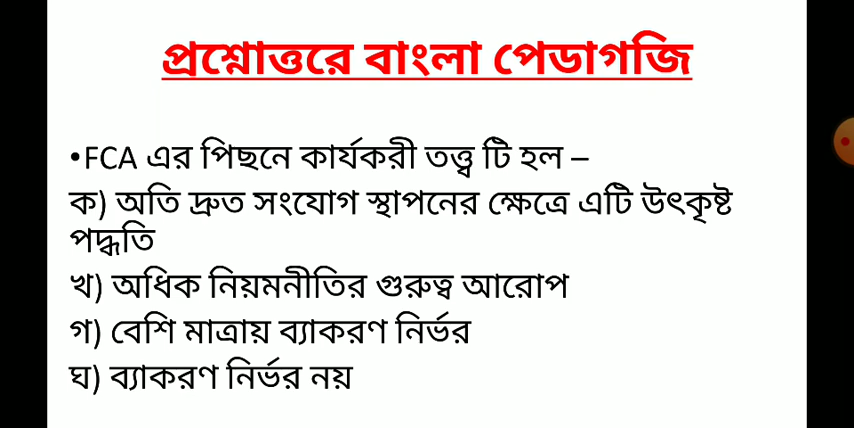 প্রশ্নোত্তরে বাংলা পেডাগজি
•FCA এর পিছনে কার্যকরী তত্ত্ব টি হল –
ক) অতি দ্রুত সংযোগ স্থাপনের ক্ষেত্রে এটি উৎকৃষ্ট
পদ্ধতি
খ) অধিক নিয়মনীতির গুরুত্ব আরোপ
গ) বেশি মাত্রায় ব্যাকরণ নির্ভর
ঘ) ব্যাকরণ নির্ভর নয়